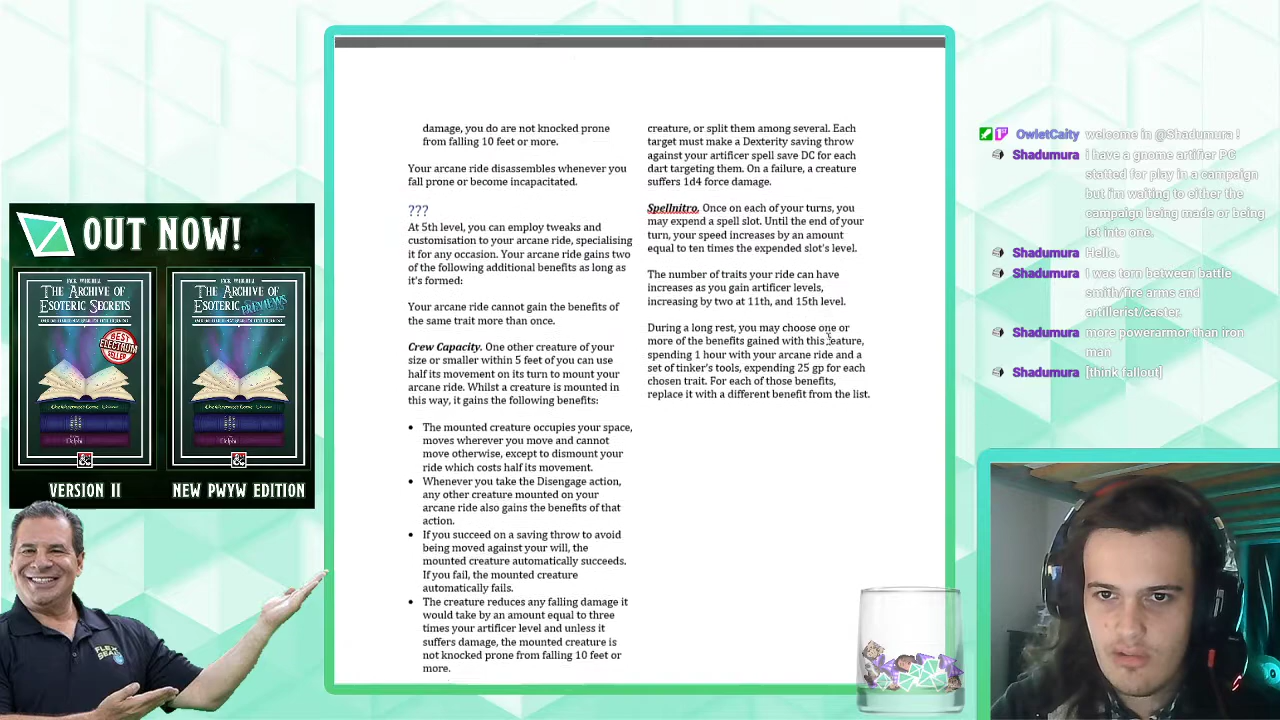 OUT NOW!
THE ARCHIVE OF
ESOTERIC SECRETS
BEST
ELECTRUM
SELLER
THE ARCHIVE OF
ESOTERIC PREVIEWS
VERSION II
NEW PWYW EDITION
damage, you do are not knocked prone
from falling 10 feet or more.
Your arcane ride disassembles whenever you
fall prone or become incapacitated.
???
At 5th level, you can employ tweaks and
customisation to your arcane ride, specialising
it for any occasion. Your arcane ride gains two
of the following additional benefits as long as
it's formed:
Your arcane ride cannot gain the benefits of
the same trait more than once.
Crew Capacity. One other creature of your
size or smaller within 5 feet of you can use
half its movement on its turn to mount your
arcane ride. Whilst a creature is mounted in
this way, it gains the following benefits:
• The mounted creature occupies your space,
moves wherever you move and cannot
move otherwise, except to dismount your
ride which costs half its movement.
• Whenever you take the Disengage action,
any other creature mounted on your
arcane ride also gains the benefits of that
action.
• If you succeed on a saving throw to avoid
being moved against your will, the
mounted creature automatically succeeds.
If you fail, the mounted creature
automatically fails.
• The creature reduces any falling damage it
would take by an amount equal to three
times your artificer level and unless it
suffers damage, the mounted creature is
not knocked prone from falling 10 feet or
more.
creature, or split them among several. Each
target must make a Dexterity saving throw
against your artificer spell save DC for each
dart targeting them. On a failure, a creature
suffers 1d4 force damage.
Spellnitro. Once on each of your turns, you
may expend a spell slot. Until the end of your
turn, your speed increases by an amount
equal to ten times the expended slot's level.
The number of traits your ride can have
increases as you gain artificer levels,
increasing by two at 11th, and 15th level.
During a long rest, you may choose one or
more of the benefits gained with this feature,
spending 1 hour with your arcane ride and a
set of tinker's tools, expending 25 gp for each
chosen trait. For each of those benefits,
replace it with a different benefit from the list.
OwletCaity welcome in @Shadumura !
Shadumura i have a gnome artifier PC
statted for play in a campaign
but i'm waiting to either the
campaign being made or being
let into one.
Shadumura Hello.
Shadumura I was torn between battle
smith/fire arms and
artillerist/caster.
Shadumura more powerarmor than iron
man
Shadumura [think fallout]